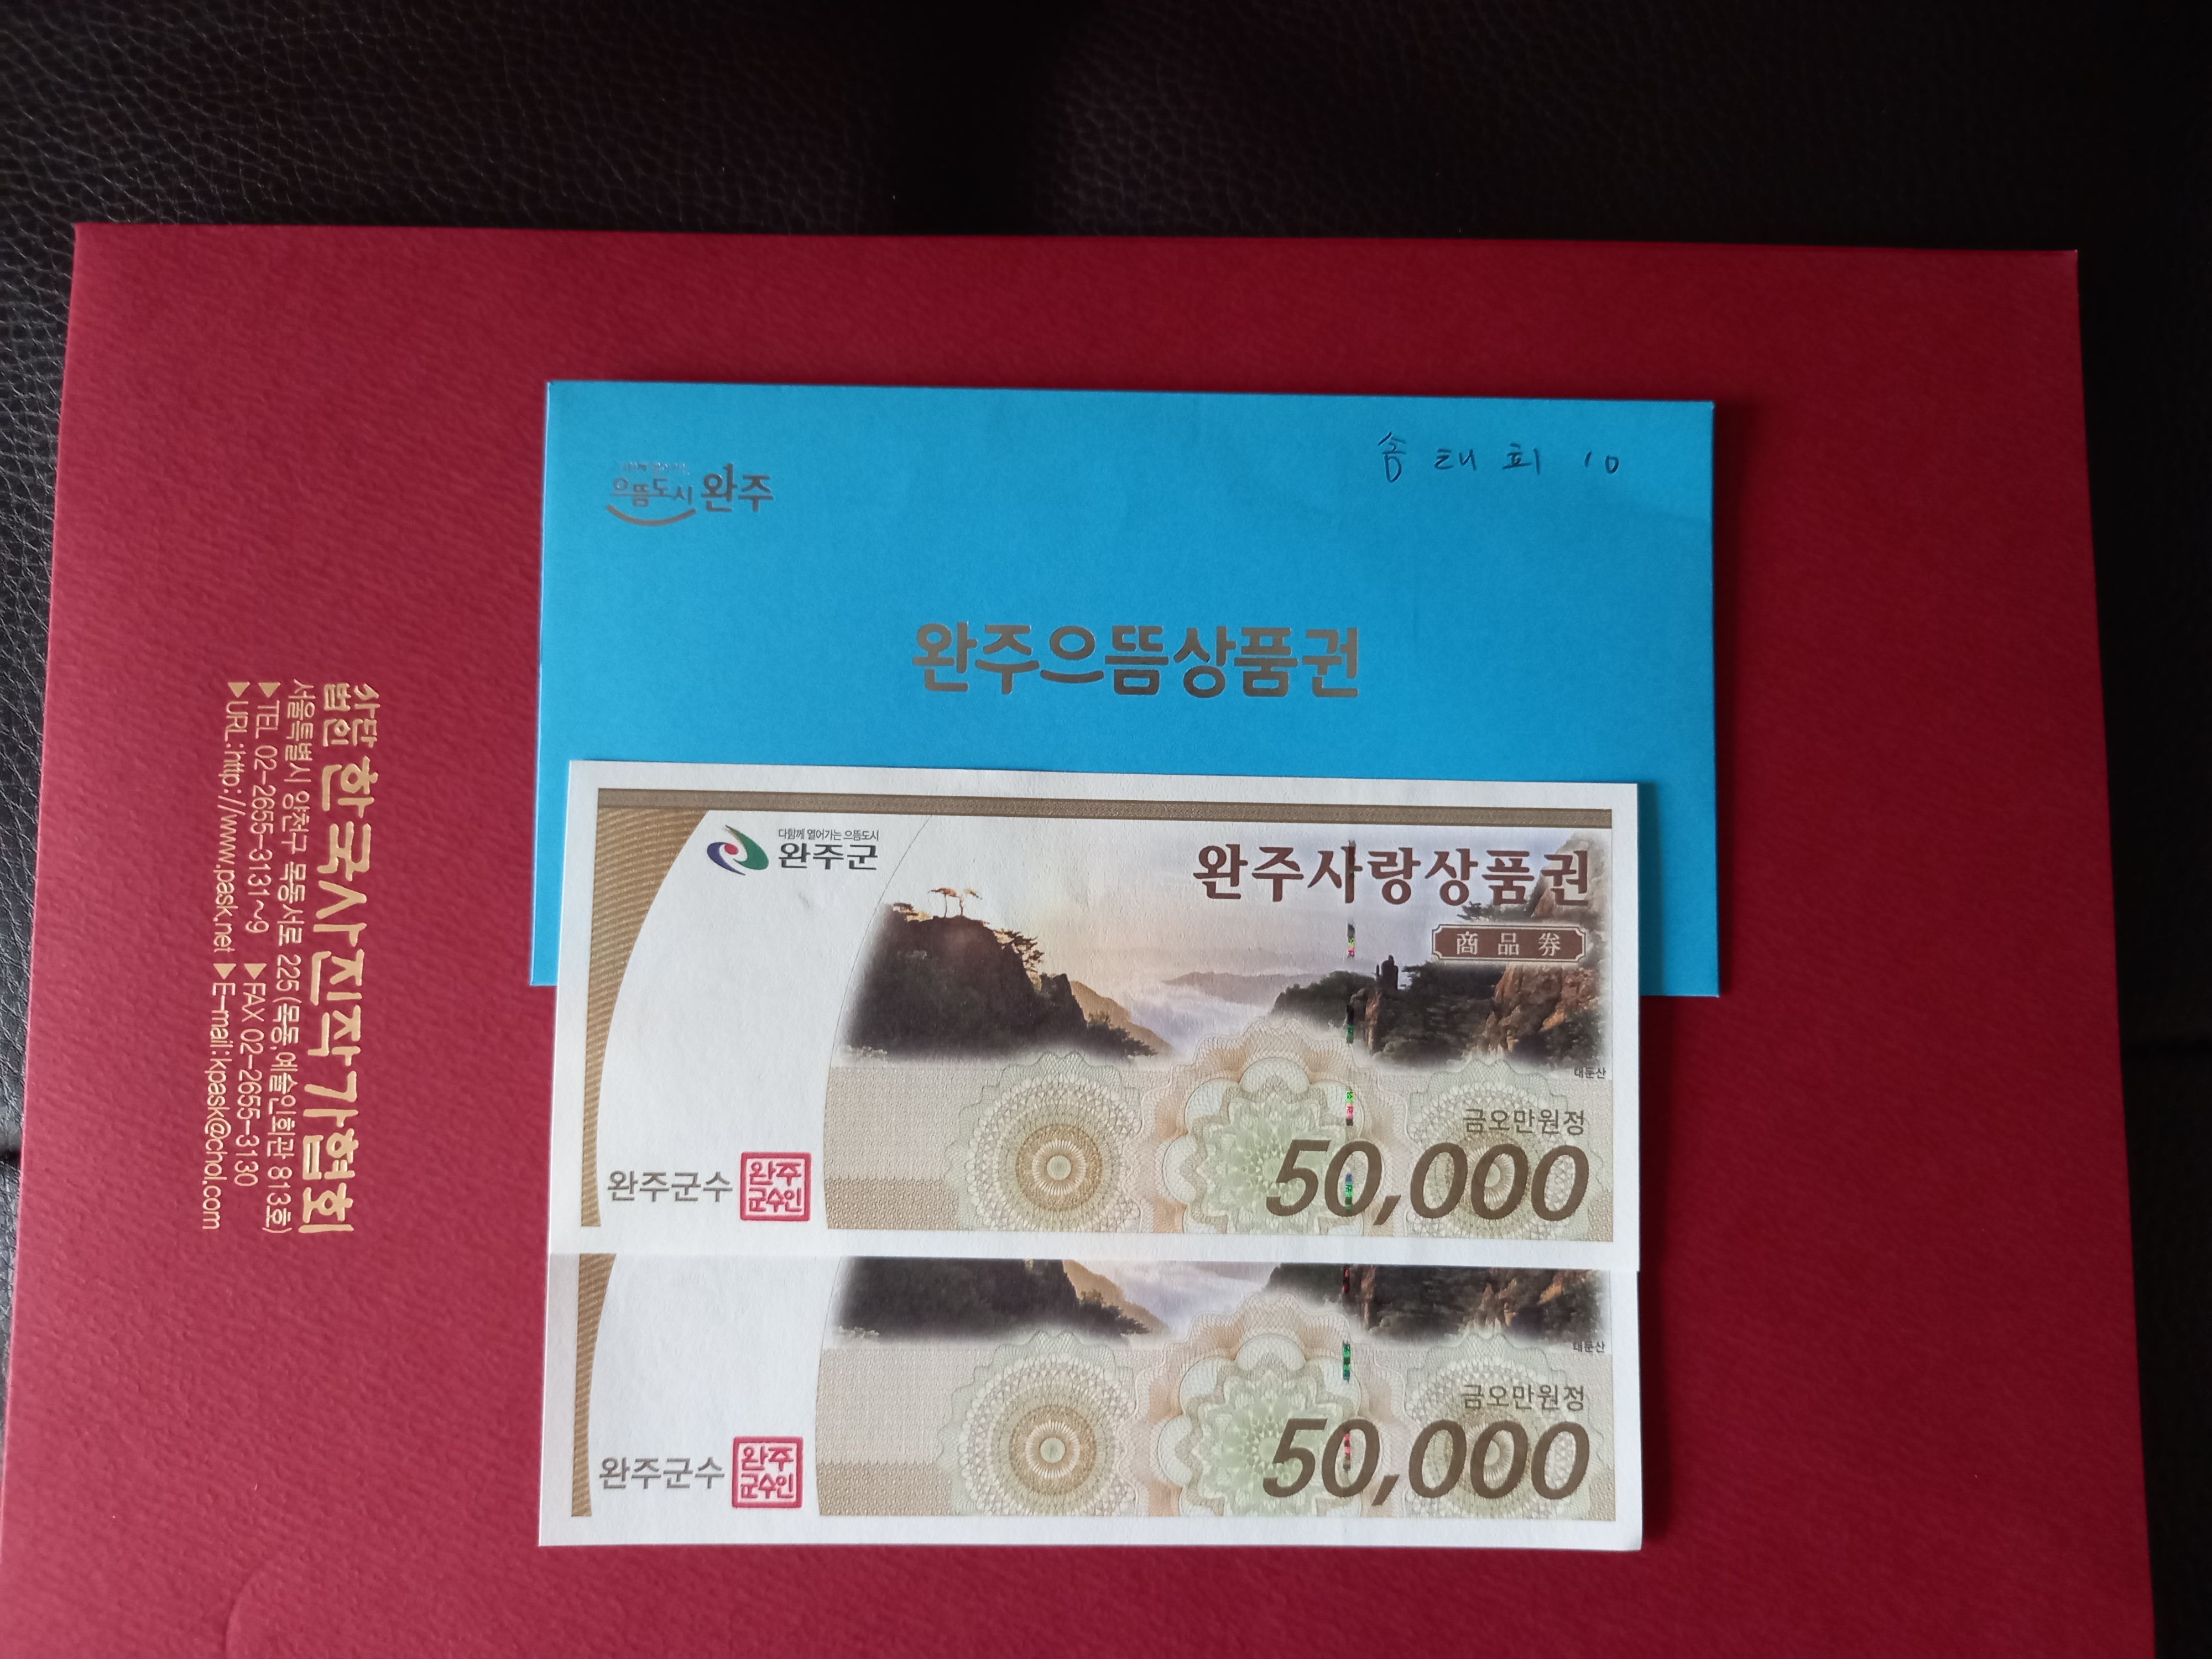 송태회 10
으뜸도시 완주
완주으뜸상품권
다함께 열어가는 으뜸도시
완주군
완주사랑상품권
商品券
대둔산
금오만원정
50,000
완주군수
완주
군수인
대둔산
금오만원정
50,000
완주군수
완주
군수인
사단법인 한국사진작가협회
서울특별시 양천구 목동서로 225 (목동,예술인회관 813호)
▶TEL 02-2655-3131~9 ▶FAX 02-2655-3130
▶URL:http://www.pask.net ▶E-mail:kpask@chol.com